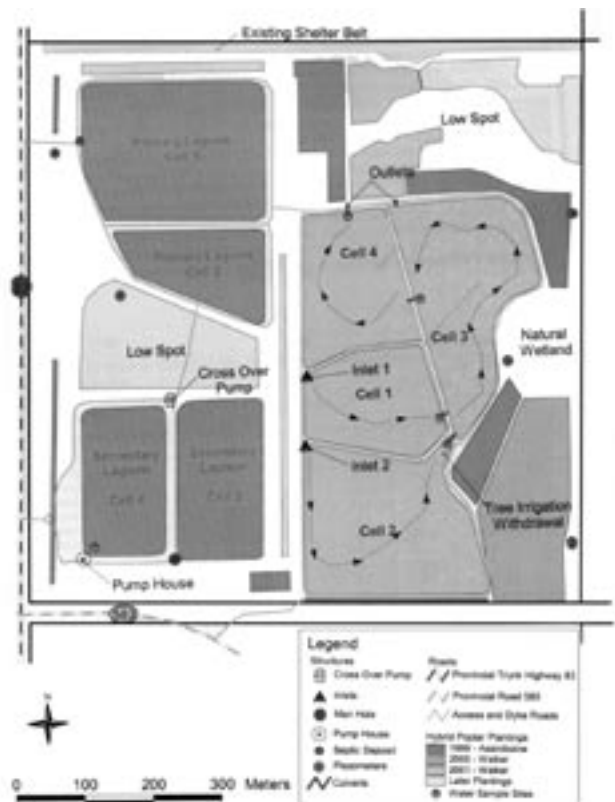 Existing Shelter Belt
Primary Lagoon
Low Spot
Outlets
Cell 4
Cell 3
Low Spot
Natural
Wetland
Cross Over
Pump
Inlet 1
Cell 1
Inlet 2
Secondary
Lagoon
Cell 4
Secondary
Lagoon
Cell 3
Cell 2
Tree Irrigation
Withdrawal
Pump House
Legend
Structures
Cross Over Pump
Inlets
Man Hole
Pump House
Septic Deposit
Piezometers
Culverts
Roads
Provincial Trunk Highway 83
Provincial Road
Access and Dyke Roads
Hybrid Poplar Plantings
1999 - Assiniboine
2000 - Walker
2001 - Walker
Later Plantings
Water Sample Sites
N
0 100 200 300 Meters